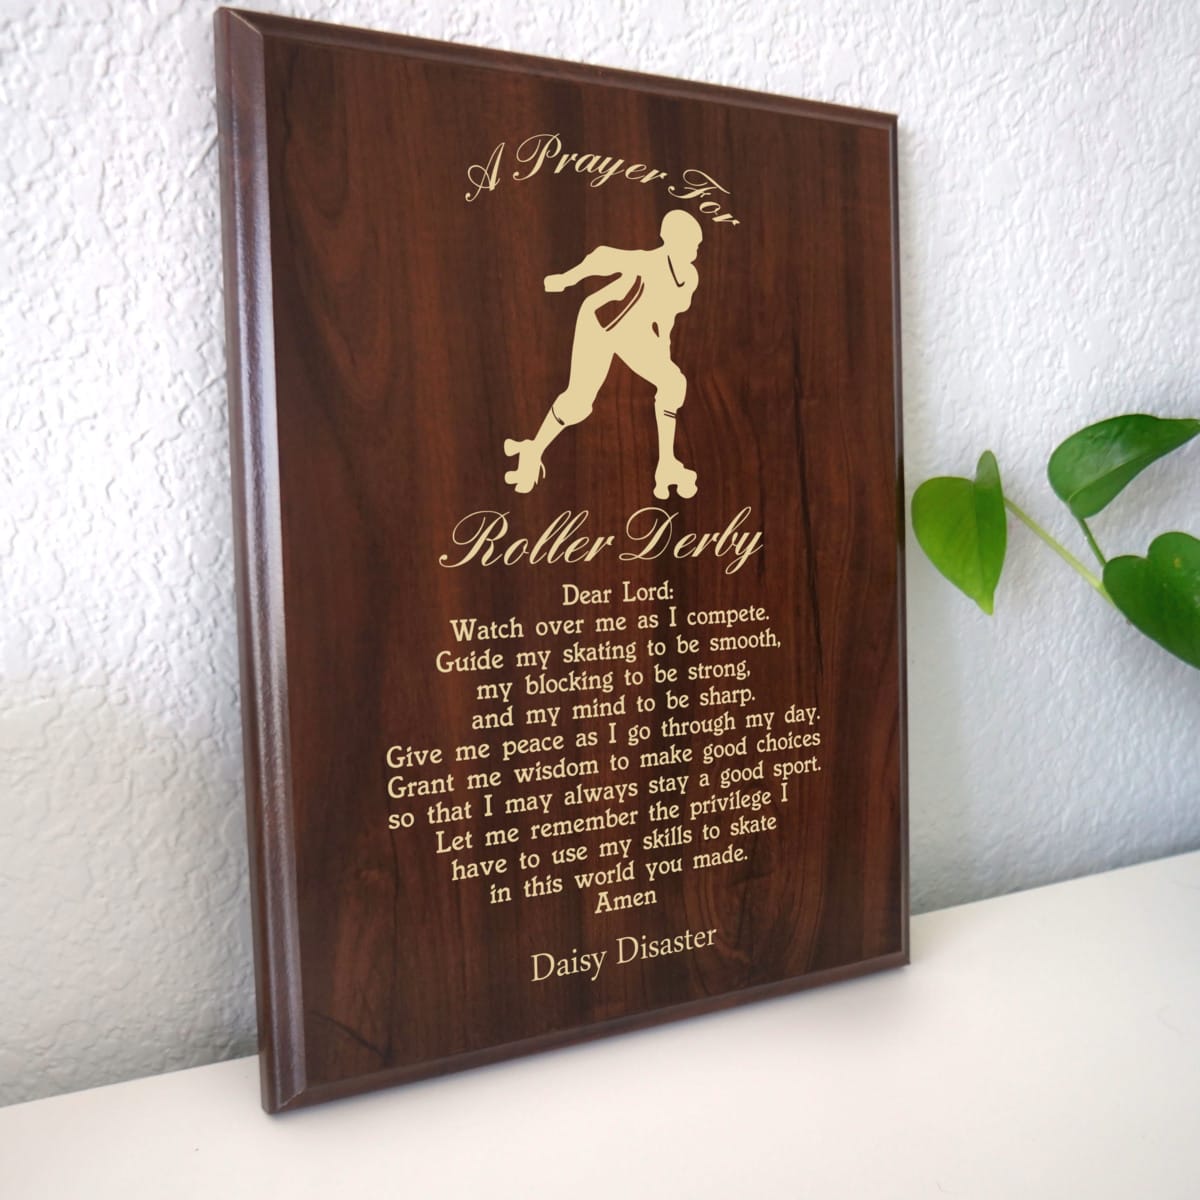 A Prayer For
Roller Derby
Dear Lord:
Watch over me as I compete.
Guide my skating to be smooth,
my blocking to be strong,
and my mind to be sharp.
Give me peace as I go through my day.
Grant me wisdom to make good choices
so that I may always stay a good sport.
Let me remember the privilege I
have to use my skills to skate
in this world you made.
Amen
Daisy Disaster